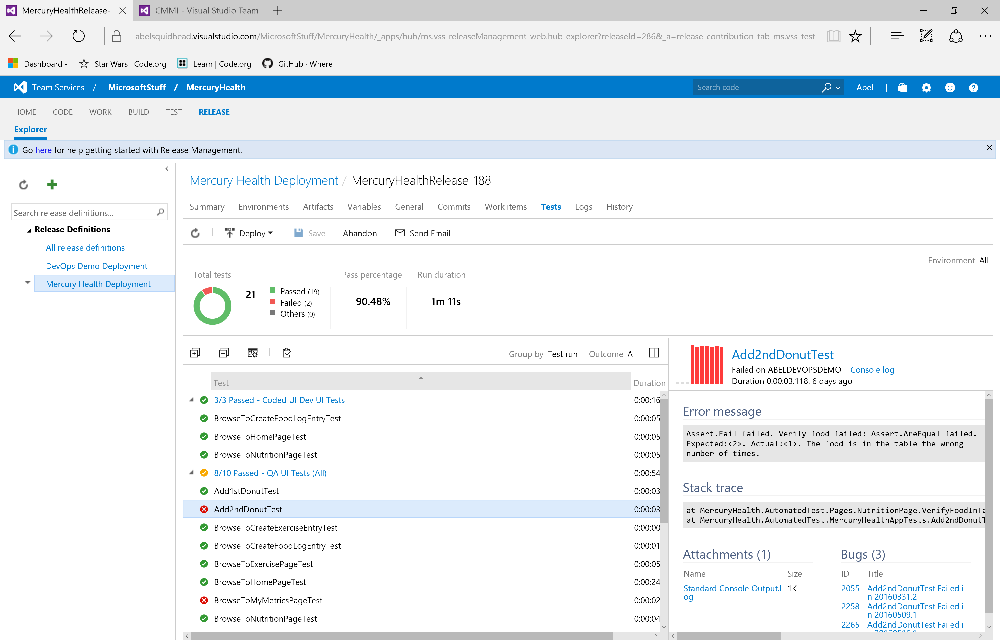 MercuryHealthRelease-
CMMI - Visual Studio Team
abelsquidhead.visualstudio.com/MicrosoftStuff/MercuryHealth/_apps/hub/ms.vss-releaseManagement-web.hub-explorer?releaseId=286&_a=release-contribution-tab-ms.vss-test
Dashboard -
Star Wars | Code.org
Learn | Code.org
GitHub · Where
Team Services / MicrosoftStuff / MercuryHealth
Search code
Abel
HOME CODE WORK BUILD TEST RELEASE
Explorer
Go here for help getting started with Release Management.
Search release definitions...
Release Definitions
All release definitions
DevOps Demo Deployment
Mercury Health Deployment
Mercury Health Deployment / MercuryHealthRelease-188
Summary Environments Artifacts Variables General Commits Work items Tests Logs History
Deploy Save Abandon Send Email
Environment All
Total tests
21
Passed (19)
Failed (2)
Others (0)
Pass percentage
90.48%
Run duration
1m 11s
Group by Test run Outcome All
Test Duration
3/3 Passed - Coded UI Dev UI Tests 0:00:16
BrowseToCreateFoodLogEntryTest 0:00:05
BrowseToHomePageTest 0:00:05
BrowseToNutritionPageTest 0:00:05
8/10 Passed - QA UI Tests (All) 0:00:54
Add1stDonutTest 0:00:03
Add2ndDonutTest 0:00:03
BrowseToCreateExerciseEntryTest 0:00:00
BrowseToCreateFoodLogEntryTest 0:00:01
BrowseToExercisePageTest 0:00:05
BrowseToHomePageTest 0:00:24
BrowseToMyMetricsPageTest 0:00:02
BrowseToNutritionPageTest 0:00:04
Add2ndDonutTest
Failed on ABELDEVOPSDEMO Console log
Duration 0:00:03.118, 6 days ago
Error message
Assert.Fail failed. Verify food failed: Assert.AreEqual failed.
Expected:<2>. Actual:<1>. The food is in the table the wrong
number of times.
Stack trace
at MercuryHealth.AutomatedTest.Pages.NutritionPage.VerifyFoodInTa
at MercuryHealth.AutomatedTest.MercuryHealthAppTests.Add2ndDonutT
Attachments (1)
Name Size
Standard Console Output.l 1K
og
Bugs (3)
ID Title
2055 Add2ndDonutTest Failed i
n 20160331.2
2258 Add2ndDonutTest Failed i
n 20160509.1
2265 Add2ndDonutTest Failed i